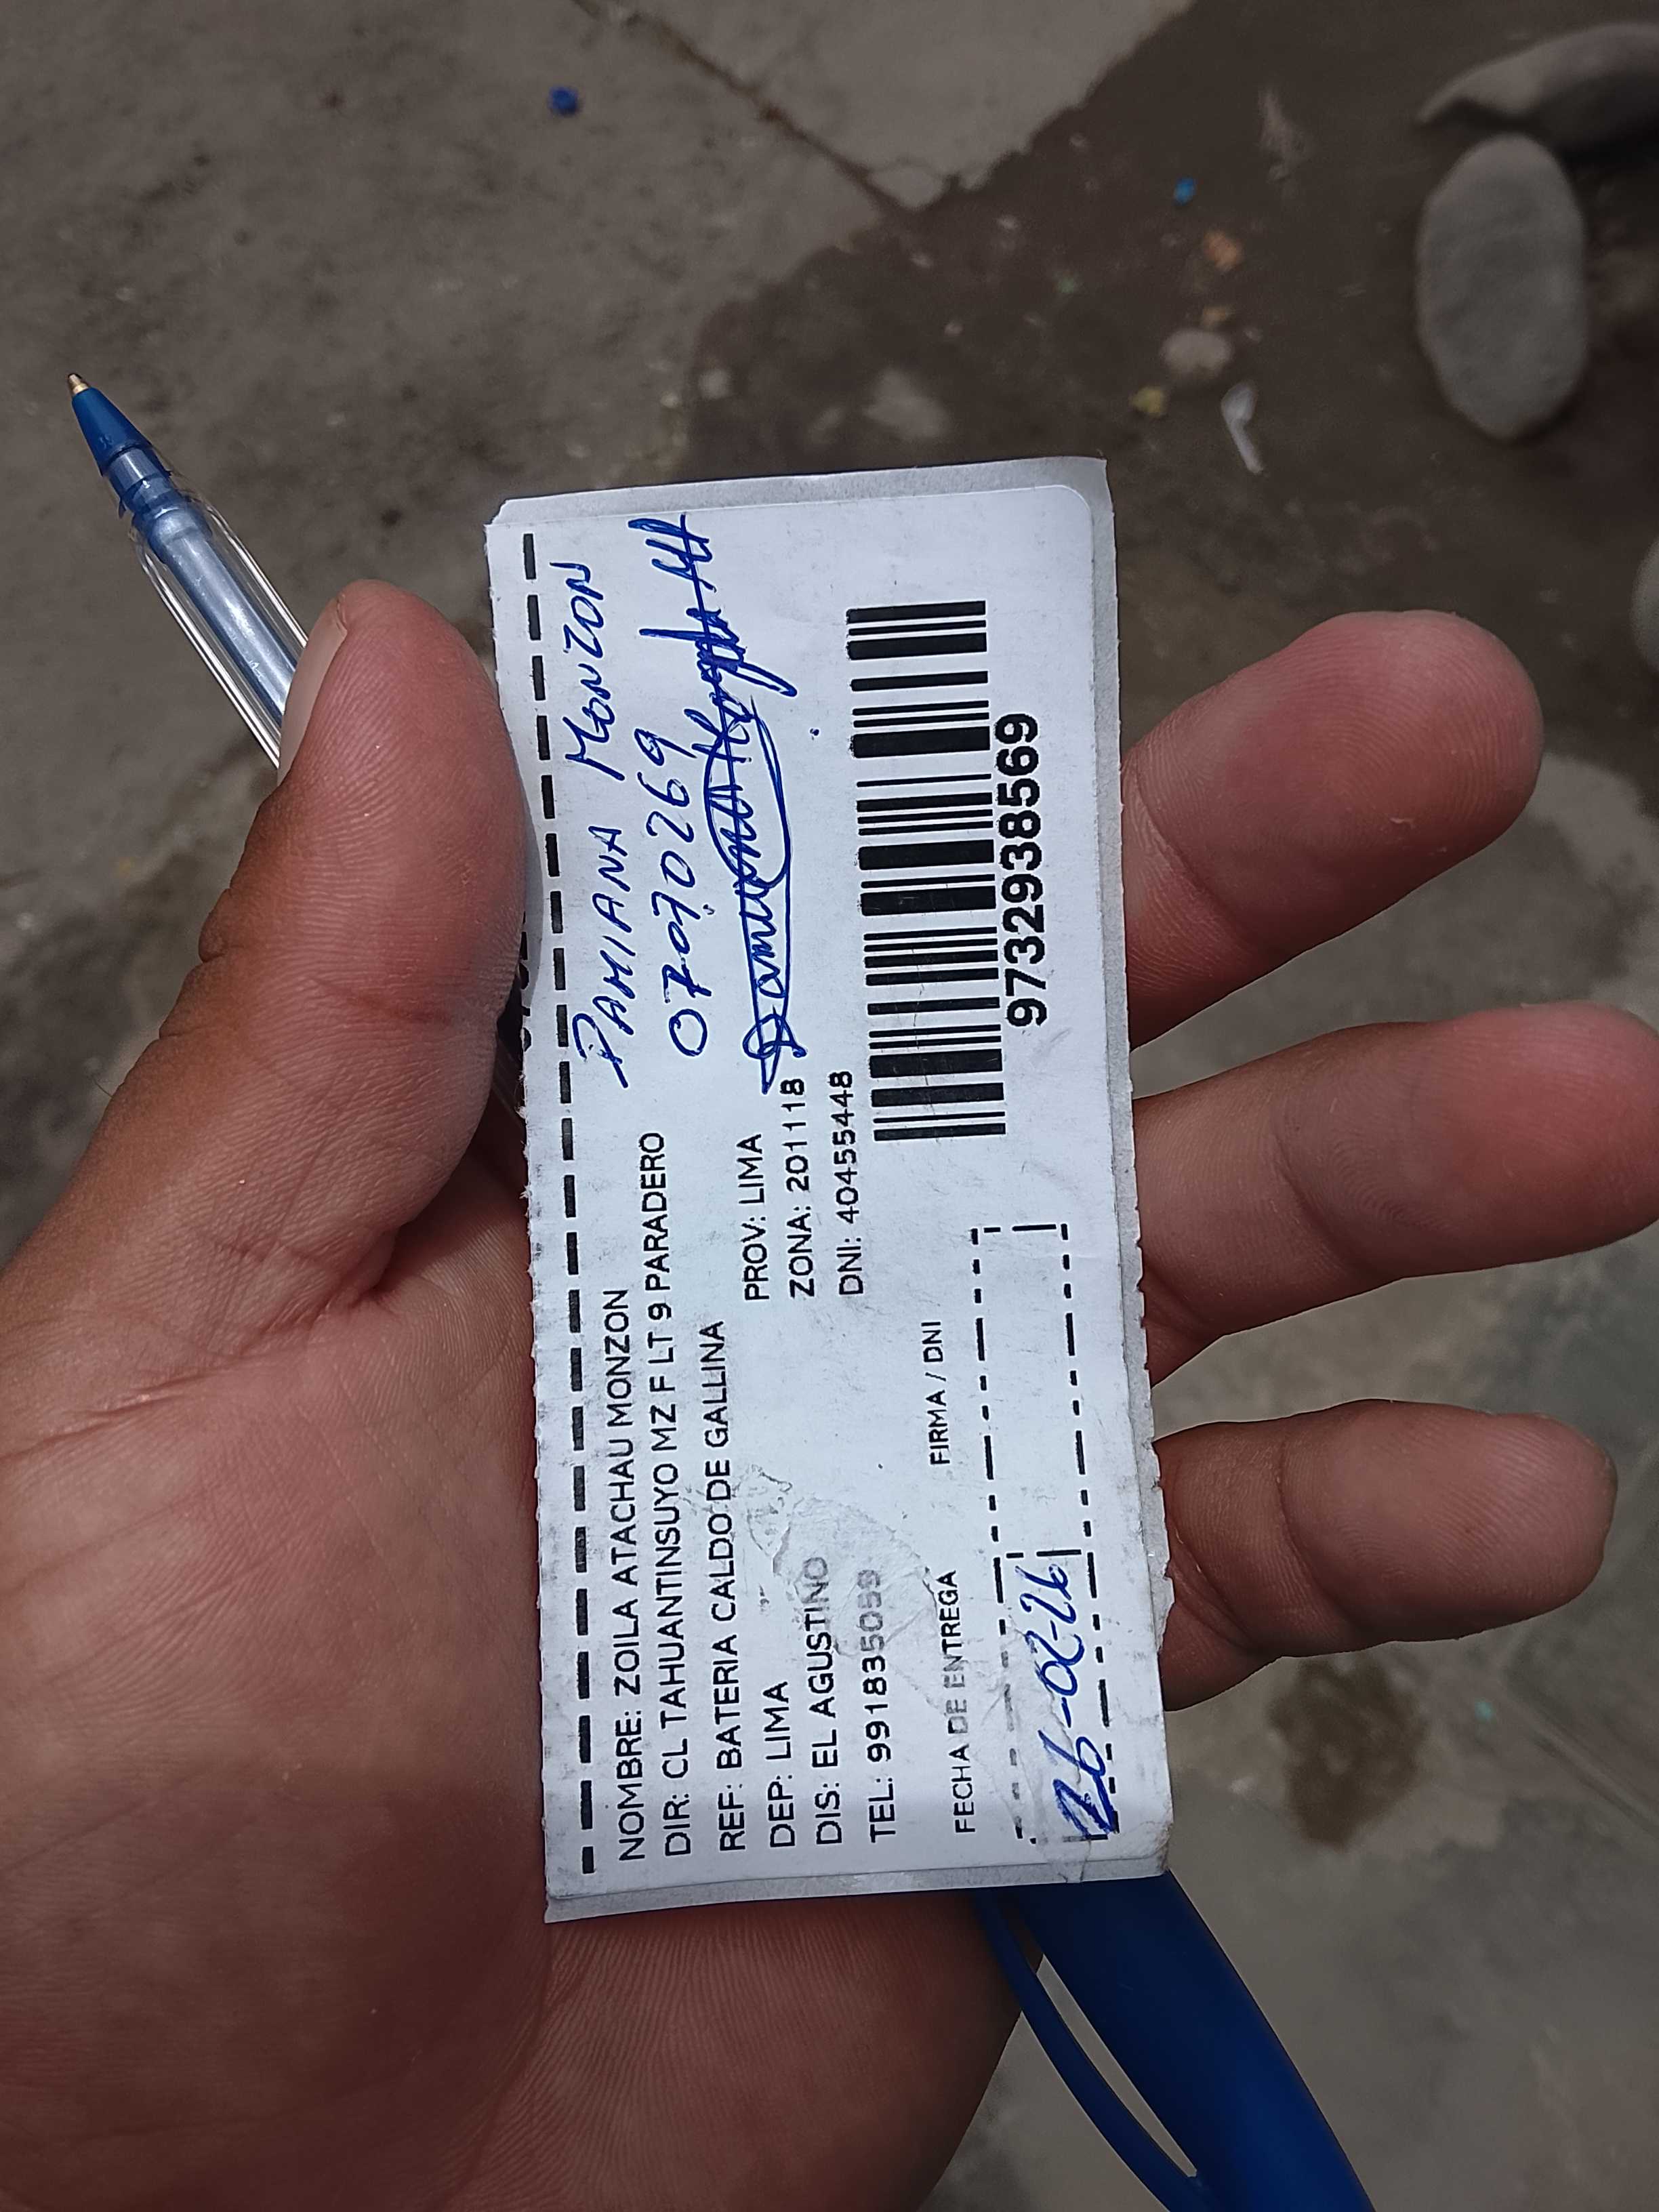 NOMBRE: ZOILA ATACHAU MONZON
DIR: CL TAHUANTINSUYO MZ F LT 9 PARADERO
REF: BATERIA CALDO DE GALLINA
DEP: LIMA PROV: LIMA
DIS: EL AGUSTINO ZONA: 201118
TEL: 991835059 DNI: 40455448
DAMIANA MONZON
07070269
FECHA DE ENTREGA FIRMA / DNI
26-02-26
9732938569